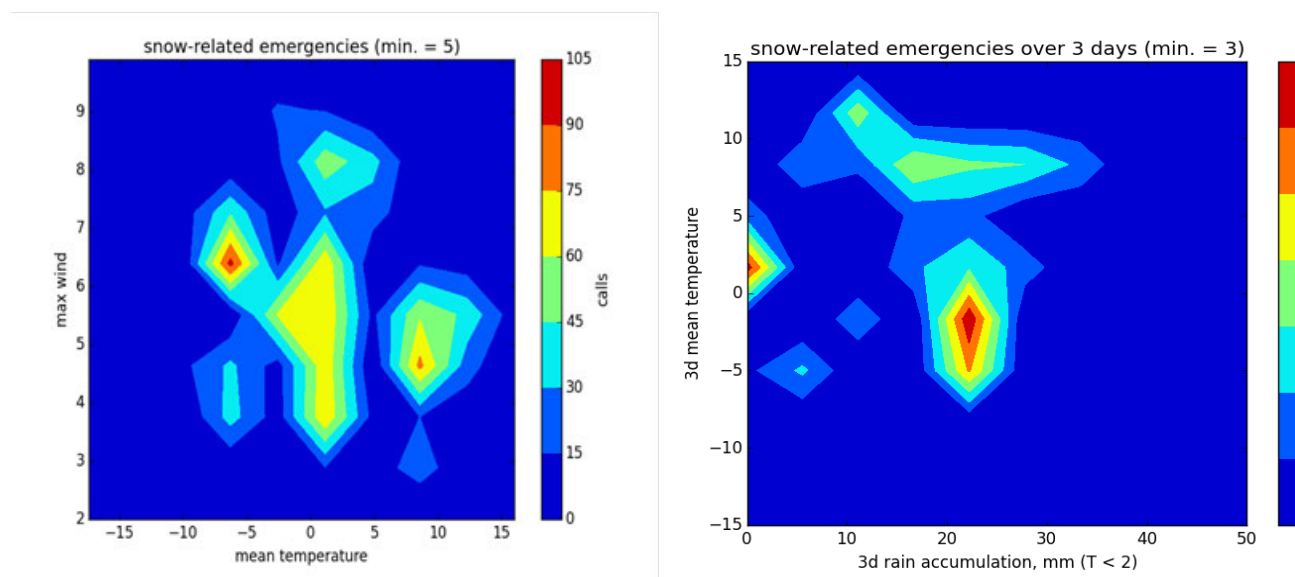 snow-related emergencies (min. = 5)
105
90
75
60
45
30
15
0
calls
9
8
7
6
5
4
3
2
max wind
−15 −10 −5 0 5 10 15
mean temperature
snow-related emergencies over 3 days (min. = 3)
15
10
5
0
−5
−10
−15
3d mean temperature
0 10 20 30 40 50
3d rain accumulation, mm (T < 2)